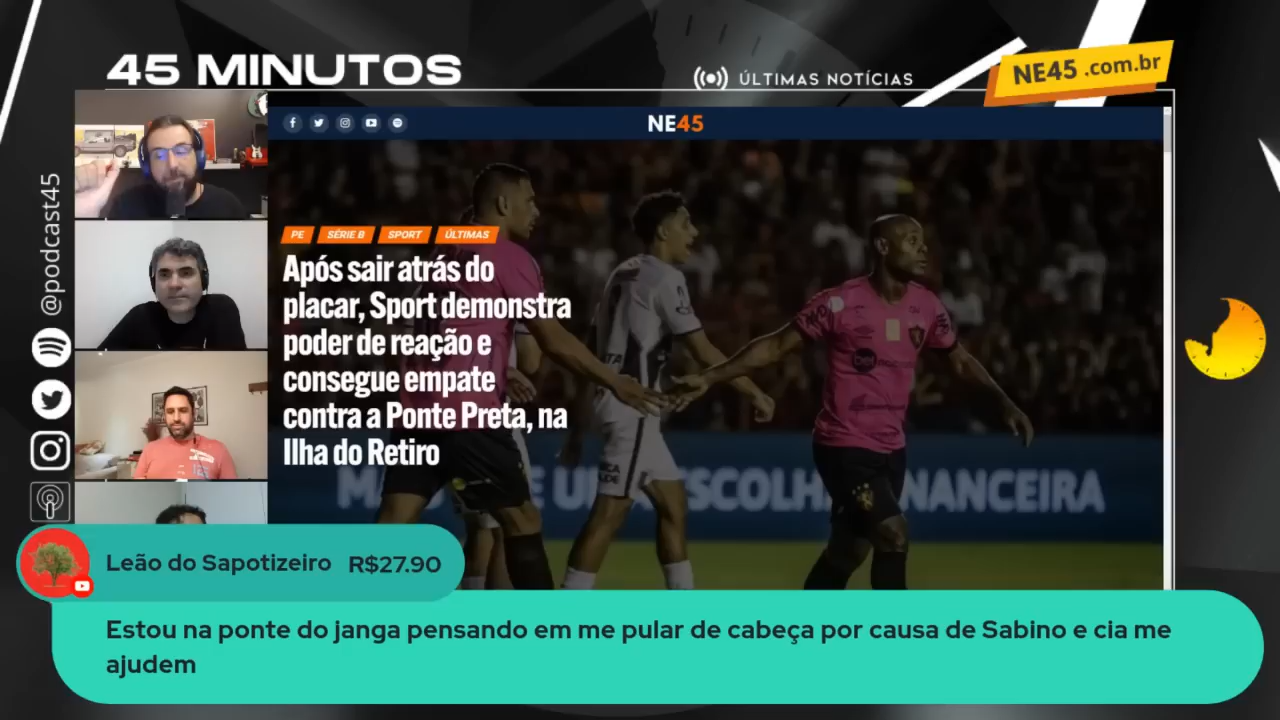 45 MINUTOS
ÚLTIMAS NOTÍCIAS
NE45 .com.br
@podcast45
NE45
PE
SÉRIE B
SPORT
ÚLTIMAS
Após sair atrás do
placar, Sport demonstra
poder de reação e
consegue empate
contra a Ponte Preta, na
Ilha do Retiro
Leão do Sapotizeiro R$27.90
Estou na ponte do janga pensando em me pular de cabeça por causa de Sabino e cia me
ajudem